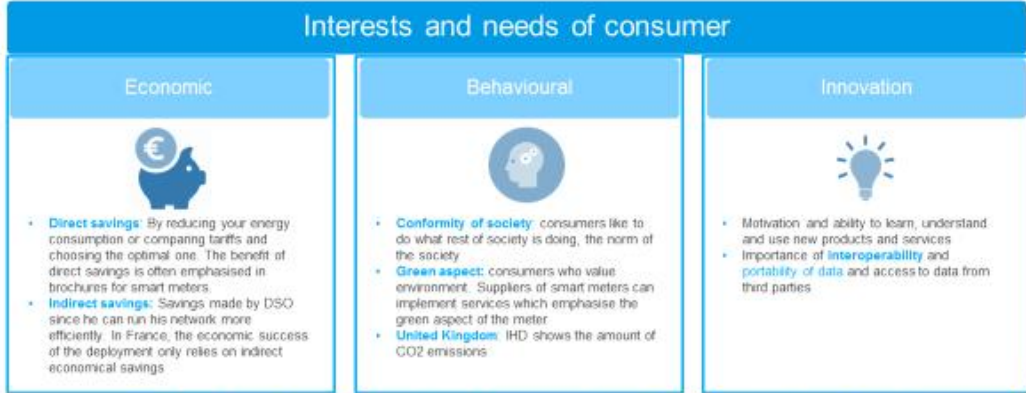 Interests and needs of consumer
Economic
€
• Direct savings: By reducing your energy
consumption or comparing tariffs and
choosing the optimal one. The benefit of
direct savings is often emphasised in
brochures for smart meters.
• Indirect savings: Savings made by DSO
since he can run his network more
efficiently. In France, the economic success
of the deployment only relies on indirect
economical savings
Behavioural
• Conformity of society: consumers like to
do what rest of society is doing, the norm of
the society
• Green aspect: consumers who value
environment. Suppliers of smart meters can
implement services which emphasise the
green aspect of the meter
• United Kingdom: IHD shows the amount of
CO2 emissions
Innovation
• Motivation and ability to learn, understand
and use new products and services
• Importance of interoperability and
portability of data and access to data from
third parties